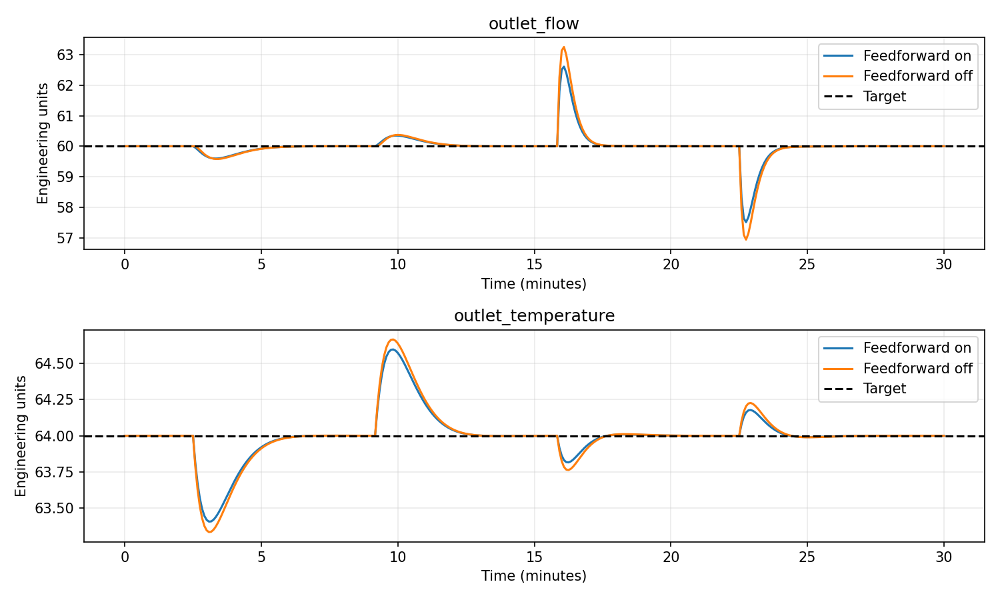 outlet_flow
Engineering units
63
62
61
60
59
58
57
Feedforward on
Feedforward off
Target
0 5 10 15 20 25 30
Time (minutes)
outlet_temperature
Engineering units
64.50
64.25
64.00
63.75
63.50
Feedforward on
Feedforward off
Target
0 5 10 15 20 25 30
Time (minutes)